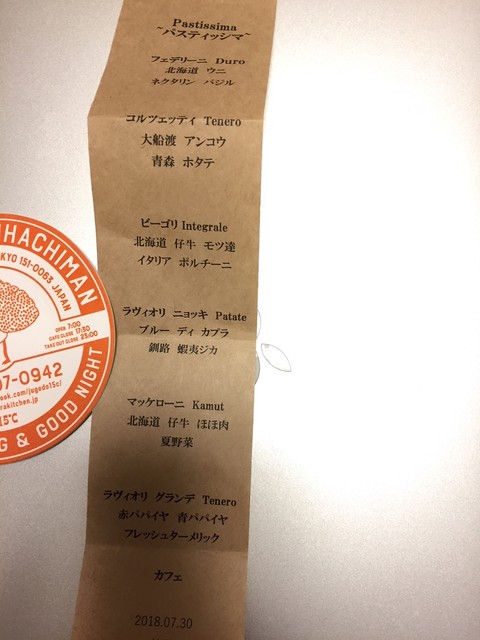 Pastissima
~パスティッシマ~
フェデリーニ Duro
北海道 ウニ
ネクタリン バジル
コルツェッティ Tenero
大船渡 アンコウ
青森 ホタテ
ビーゴリ Integrale
北海道 仔牛 モツ達
イタリア ポルチーニ
ラヴィオリ ニョッキ Patate
ブルー ディ カプラ
釧路 蝦夷ジカ
マッケローニ Kamut
北海道 仔牛 ほほ肉
夏野菜
ラヴィオリ グランデ Tenero
赤パパイヤ 青パパイヤ
フレッシュターメリック
カフェ
2018.07.30
HACHIMAN
KYO 151-0063 JAPAN
OPEN 7:00
CAFE CLOSE 17:30
TAKE OUT CLOSE 25:00
07-0942
ook.com/jugedo15c/
rakitchen.jp
15℃
G & GOOD NIGHT